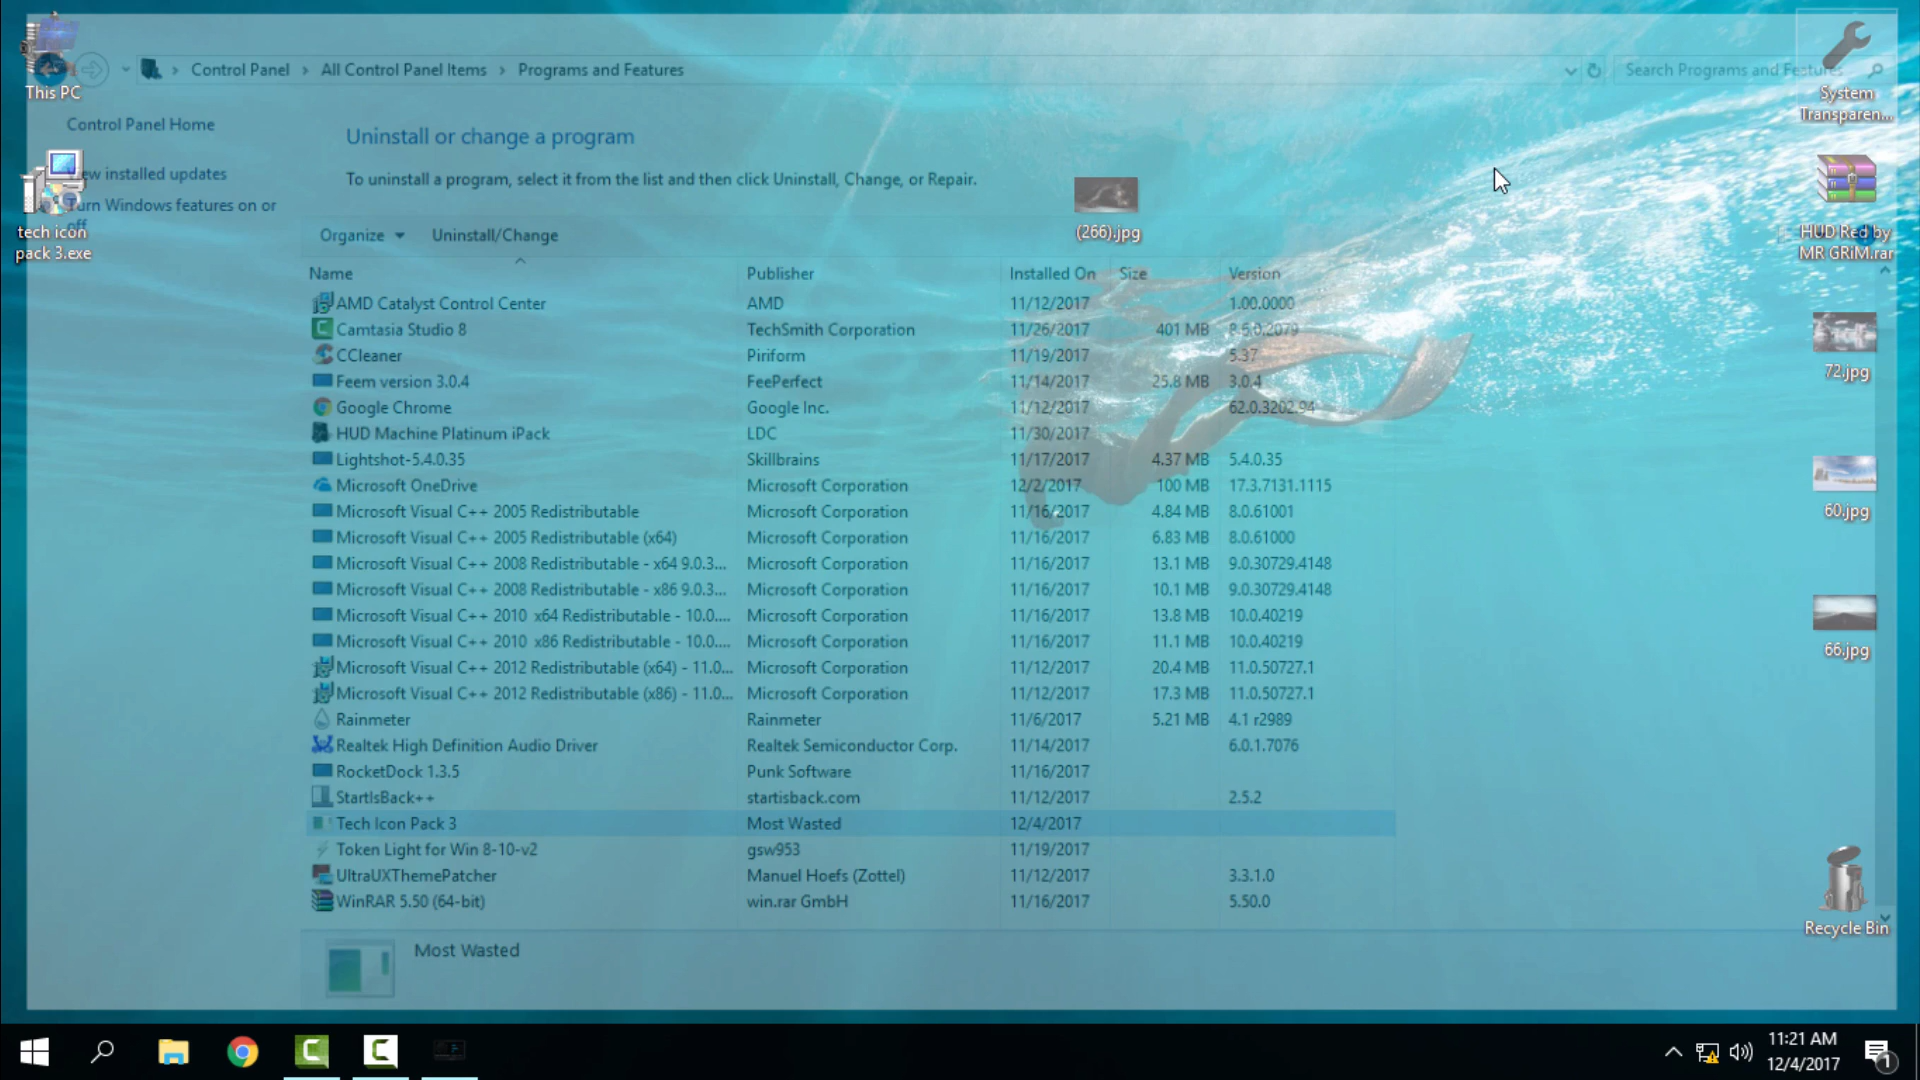 This PC
Control Panel › All Control Panel Items › Programs and Features
Search Programs and Features
System Transparen...
Control Panel Home
View installed updates
Turn Windows features on or off
tech icon
pack 3.exe
Uninstall or change a program
To uninstall a program, select it from the list and then click Uninstall, Change, or Repair.
(266).jpg
HUD Red by
MR GRiM.rar
Organize Uninstall/Change
Name Publisher Installed On Size Version
AMD Catalyst Control Center AMD 11/12/2017 1.00.0000
Camtasia Studio 8 TechSmith Corporation 11/26/2017 401 MB 8.5.0.2079
CCleaner Piriform 11/19/2017 5.37
Feem version 3.0.4 FeePerfect 11/14/2017 25.8 MB 3.0.4
Google Chrome Google Inc. 11/12/2017 62.0.3202.94
HUD Machine Platinum iPack LDC 11/30/2017
Lightshot-5.4.0.35 Skillbrains 11/17/2017 4.37 MB 5.4.0.35
Microsoft OneDrive Microsoft Corporation 12/2/2017 100 MB 17.3.7131.1115
Microsoft Visual C++ 2005 Redistributable Microsoft Corporation 11/16/2017 4.84 MB 8.0.61001
Microsoft Visual C++ 2005 Redistributable (x64) Microsoft Corporation 11/16/2017 6.83 MB 8.0.61000
Microsoft Visual C++ 2008 Redistributable - x64 9.0.3... Microsoft Corporation 11/16/2017 13.1 MB 9.0.30729.4148
Microsoft Visual C++ 2008 Redistributable - x86 9.0.3... Microsoft Corporation 11/16/2017 10.1 MB 9.0.30729.4148
Microsoft Visual C++ 2010 x64 Redistributable - 10.0.... Microsoft Corporation 11/16/2017 13.8 MB 10.0.40219
Microsoft Visual C++ 2010 x86 Redistributable - 10.0.... Microsoft Corporation 11/16/2017 11.1 MB 10.0.40219
Microsoft Visual C++ 2012 Redistributable (x64) - 11.0... Microsoft Corporation 11/12/2017 20.4 MB 11.0.50727.1
Microsoft Visual C++ 2012 Redistributable (x86) - 11.0... Microsoft Corporation 11/12/2017 17.3 MB 11.0.50727.1
Rainmeter Rainmeter 11/6/2017 5.21 MB 4.1 r2989
Realtek High Definition Audio Driver Realtek Semiconductor Corp. 11/14/2017 6.0.1.7076
RocketDock 1.3.5 Punk Software 11/16/2017
StartIsBack++ startisback.com 11/12/2017 2.5.2
Tech Icon Pack 3 Most Wasted 12/4/2017
Token Light for Win 8-10-v2 gsw953 11/19/2017
UltraUXThemePatcher Manuel Hoefs (Zottel) 11/12/2017 3.3.1.0
WinRAR 5.50 (64-bit) win.rar GmbH 11/16/2017 5.50.0
Most Wasted
72.jpg
60.jpg
66.jpg
Recycle Bin
11:21 AM
12/4/2017
1